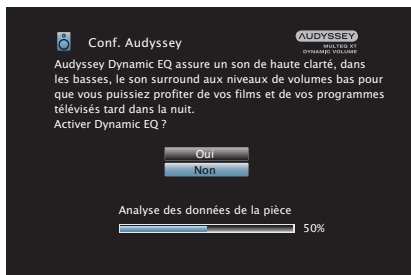 Conf. Audyssey
AUDYSSEY
MULTEQ XT
DYNAMIC VOLUME
Audyssey Dynamic EQ assure un son de haute clarté, dans
les basses, le son surround aux niveaux de volumes bas pour
que vous puissiez profiter de vos films et de vos programmes
télévisés tard dans la nuit.
Activer Dynamic EQ ?
Oui
Non
Analyse des données de la pièce
50%